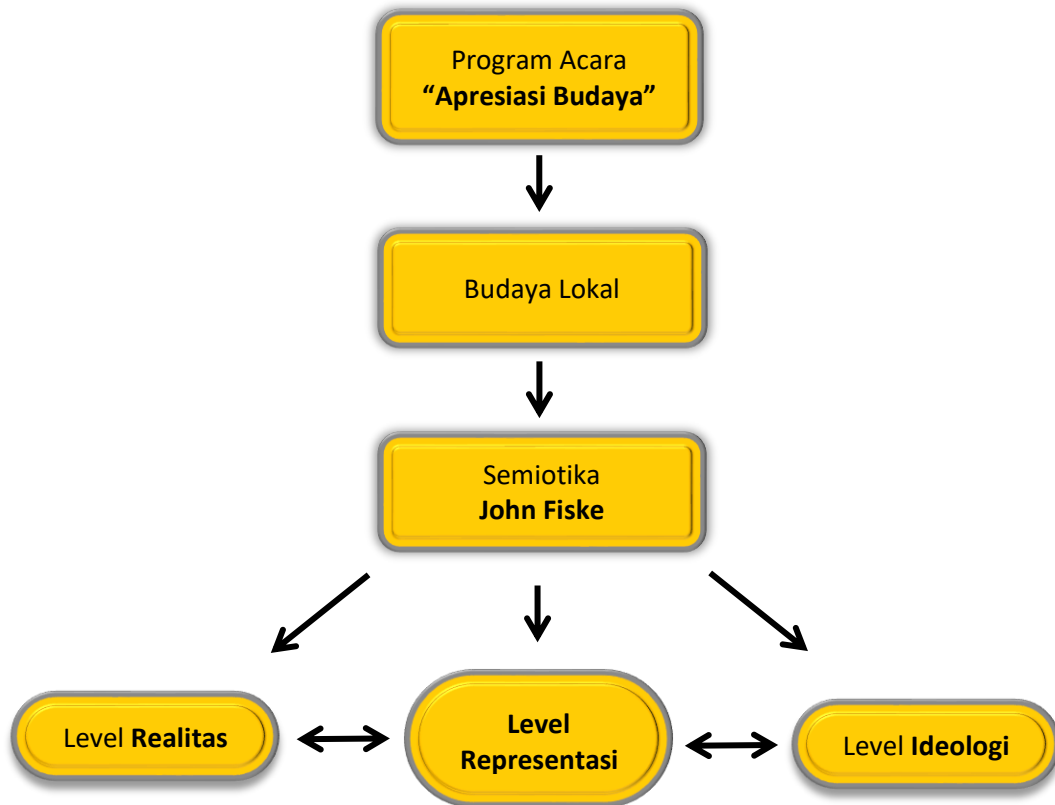 Program Acara
“Apresiasi Budaya”
Budaya Lokal
Semiotika
John Fiske
Level Realitas
Level
Representasi
Level Ideologi